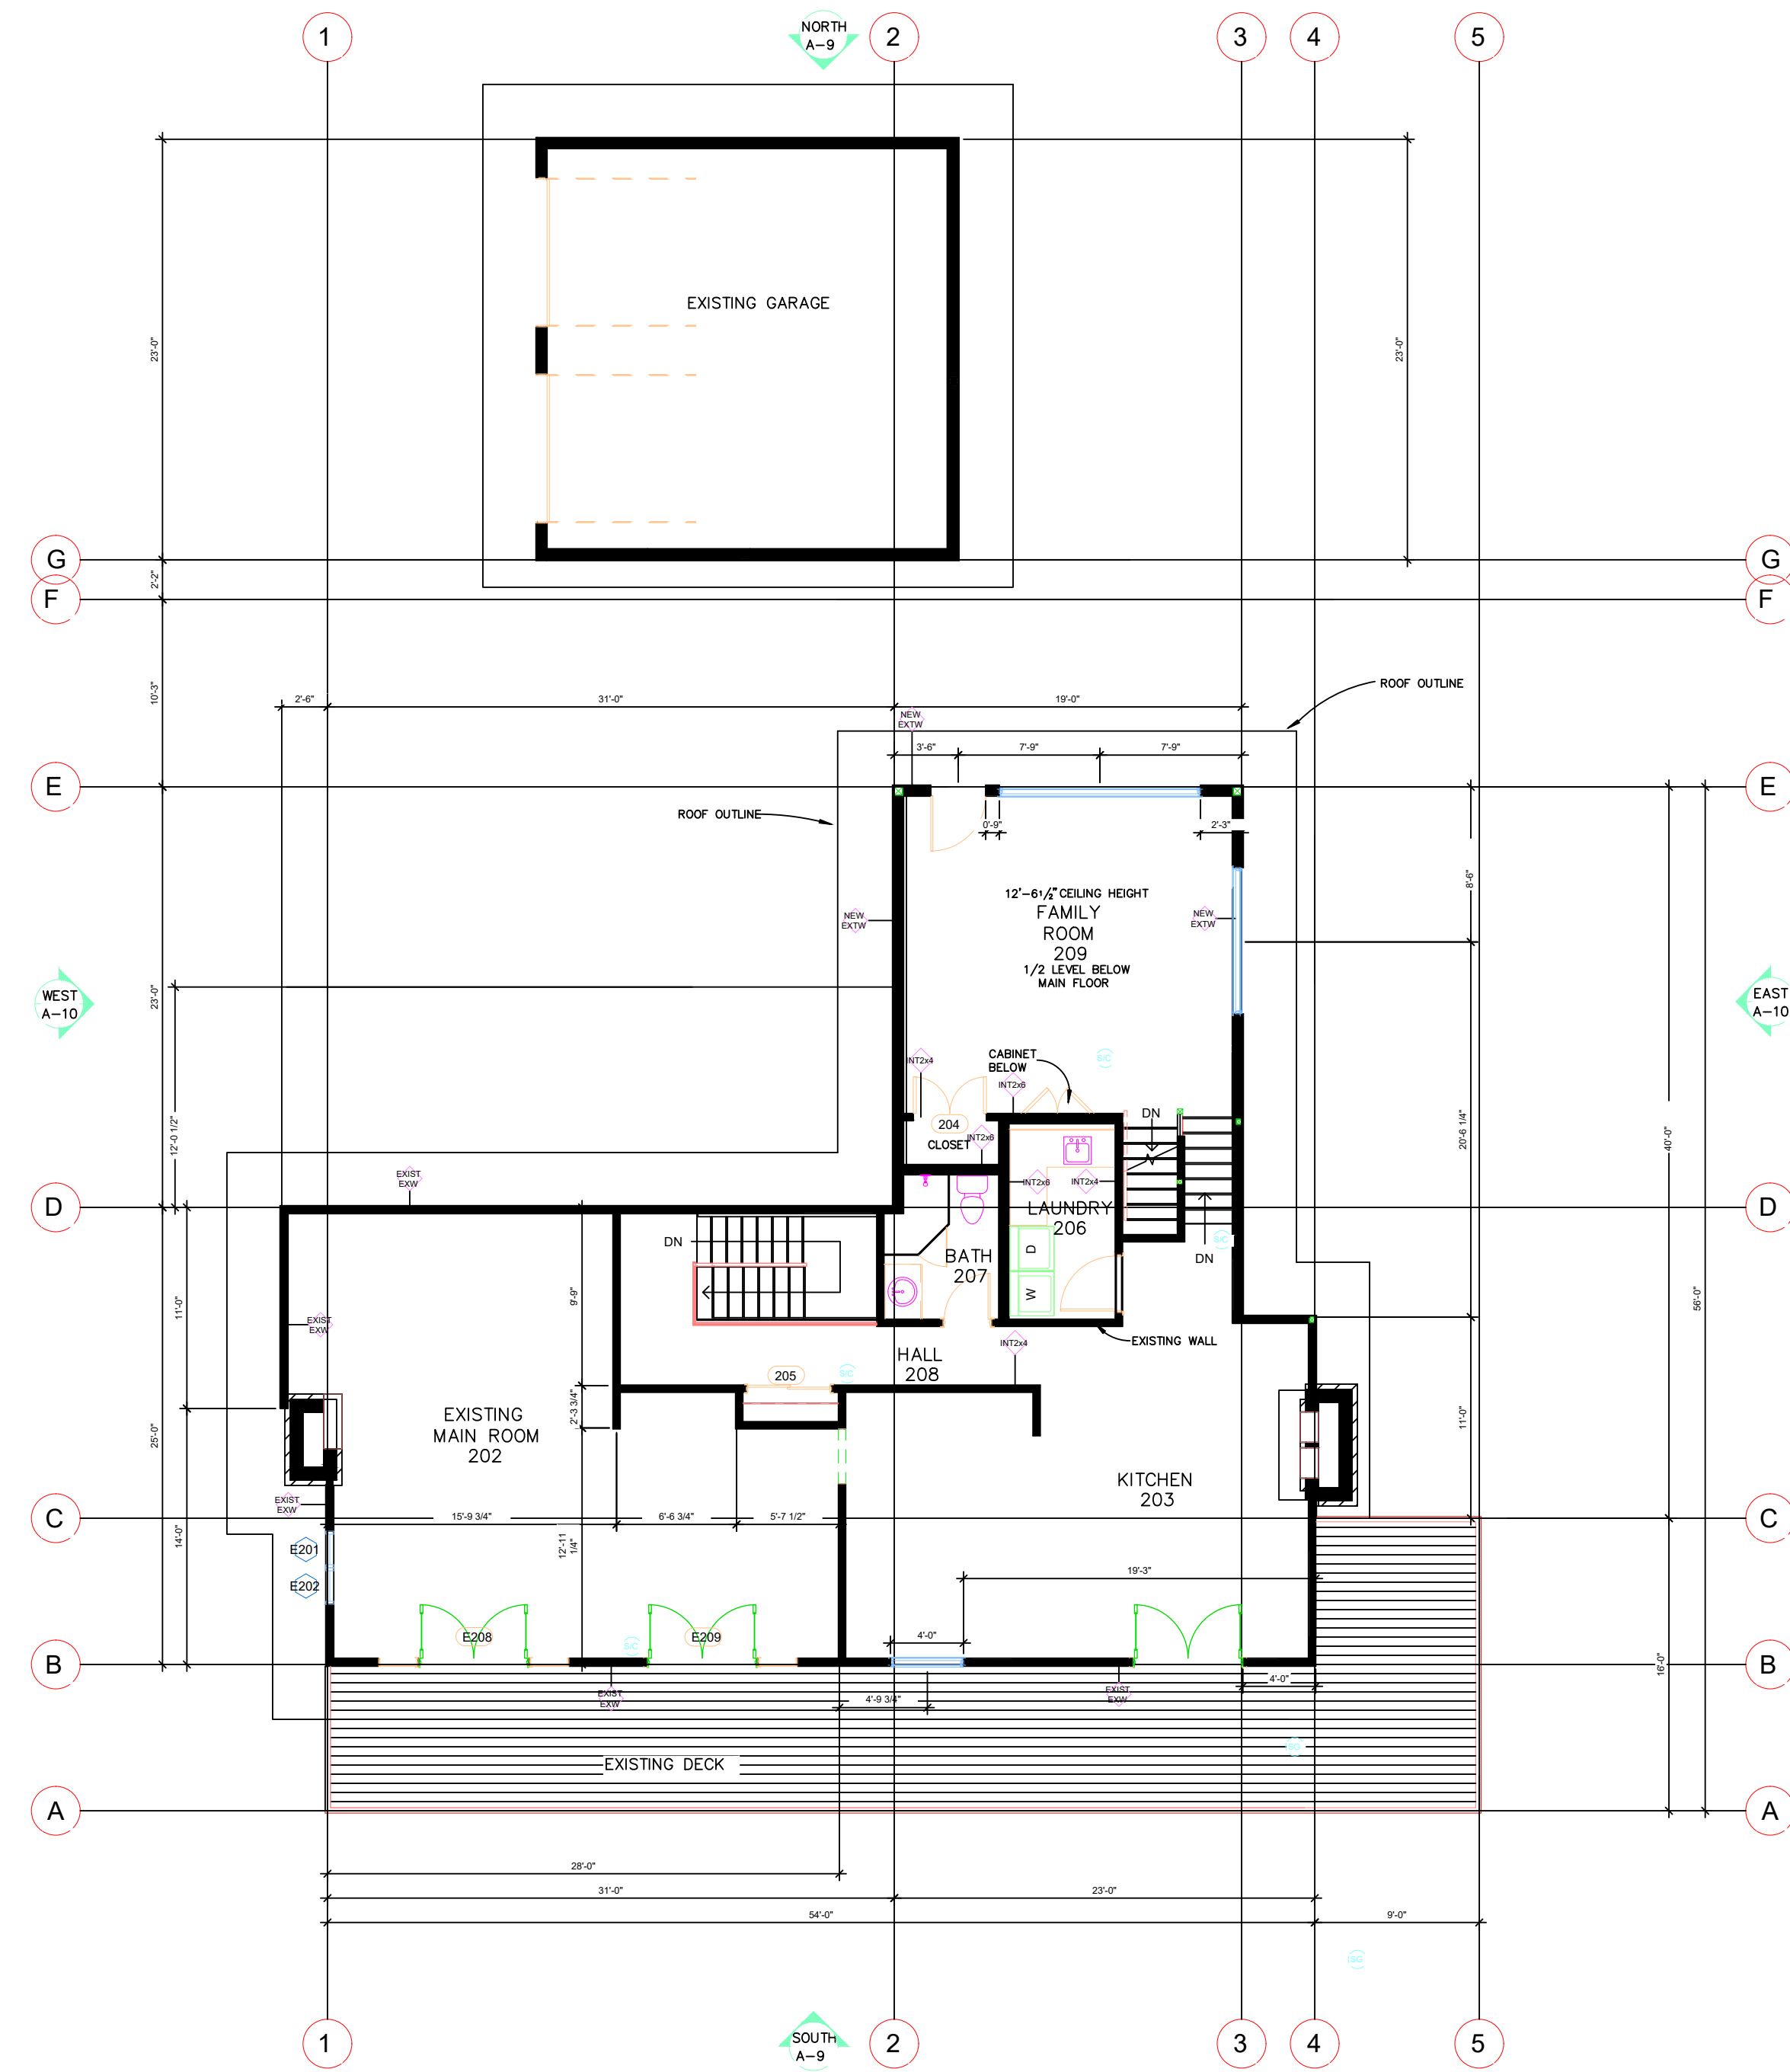 1
NORTH
A-9
2
3
4
5
EXISTING GARAGE
23'-0"
23'-0"
G
G
2'-2"
F
F
10'-3"
ROOF OUTLINE
2'-6"
31'-0"
19'-0"
NEW
EXTW
3'-6"
7'-9"
7'-9"
E
E
ROOF OUTLINE
0'-9"
2'-3"
8'-6"
12'-6 1/2" CEILING HEIGHT
FAMILY
ROOM
209
1/2 LEVEL BELOW
MAIN FLOOR
NEW
EXTW
NEW
EXTW
WEST
A-10
23'-0"
EAST
A-10
INT2x4
CABINET
BELOW
S/C
INT2x6
12'-0 1/2"
204
DN
CLOSET
INT2x6
20'-6 1/4"
40'-0"
EXIST
EXW
INT2x6
INT2x4
D
D
LAUNDRY
206
DN
S/C
BATH
207
D
DN
W
9'-9"
11'-0"
56'-0"
EXIST
EXW
INT2x4
EXISTING WALL
HALL
208
205
S/C
2'-3 3/4"
EXISTING
MAIN ROOM
202
25'-0"
11'-0"
KITCHEN
203
EXIST
EXW
C
C
15'-9 3/4"
6'-6 3/4"
5'-7 1/2"
14'-0"
12'-11
1/4"
E201
E202
19'-3"
E208
S/C
E209
4'-0"
B
B
16'-0"
4'-0"
EXIST
EXW
4'-9 3/4"
EXIST
EXW
SG
EXISTING DECK
A
A
28'-0"
31'-0"
23'-0"
54'-0"
9'-0"
1SG
1
SOUTH
A-9
2
3
4
5